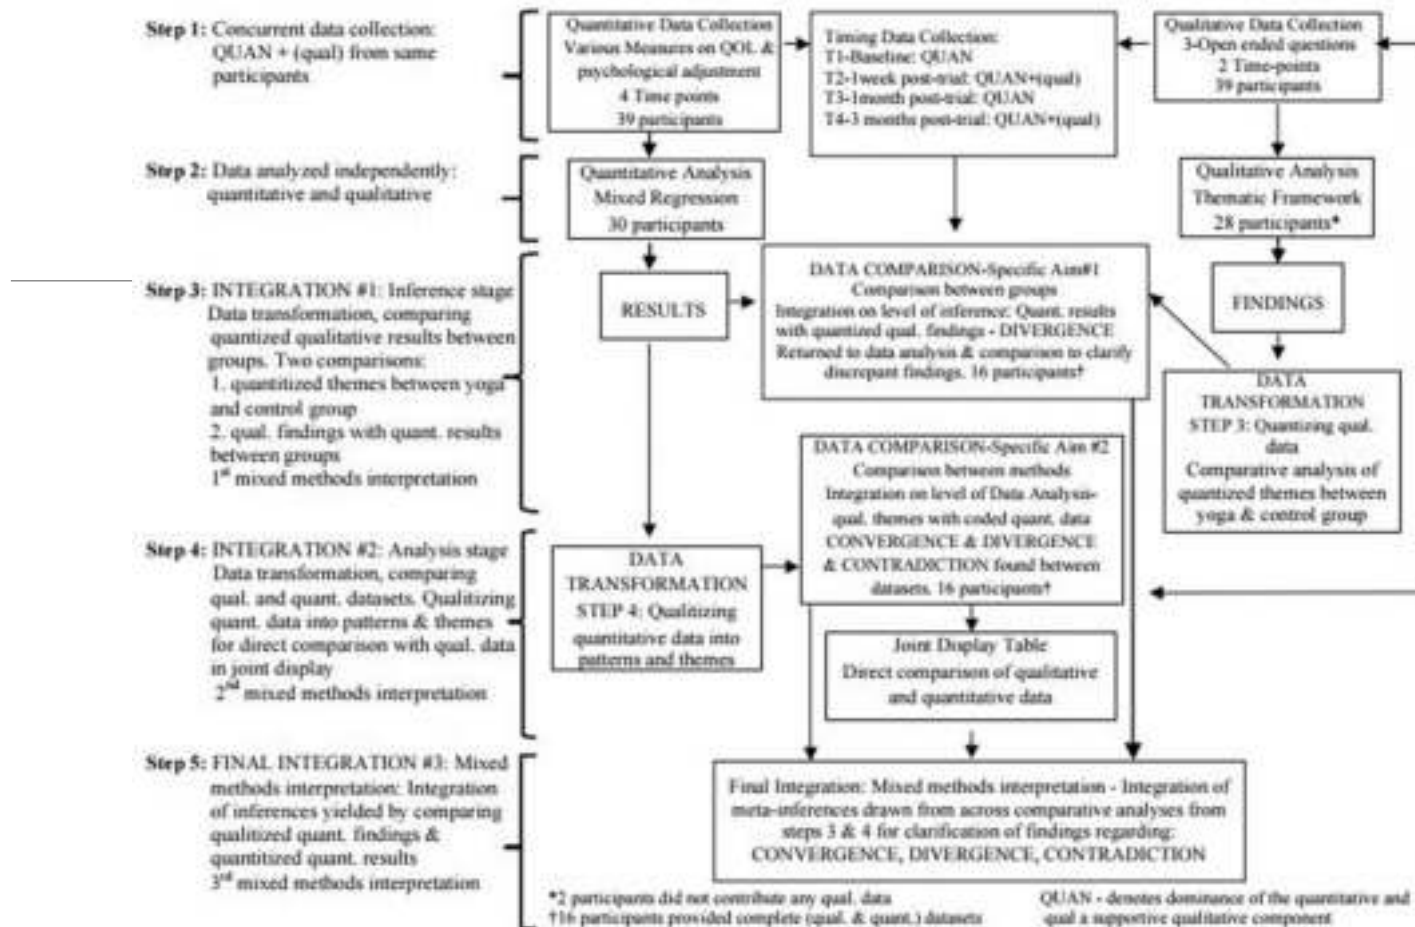 Step 1: Concurrent data collection:
QUAN + (qual) from same
participants
Quantitative Data Collection
Various Measures on QOL &
psychological adjustment
4 Time points
39 participants
Timing Data Collection:
T1-Baseline: QUAN
T2-1week post-trial: QUAN+(qual)
T3-1month post-trial: QUAN
T4-3 months post-trial: QUAN+(qual)
Qualitative Data Collection
3-Open ended questions
2 Time-points
39 participants
Step 2: Data analyzed independently:
quantitative and qualitative
Quantitative Analysis
Mixed Regression
30 participants
Qualitative Analysis
Thematic Framework
28 participants*
Step 3: INTEGRATION #1: Inference stage
Data transformation, comparing
quantized qualitative results between
groups. Two comparisons:
1. quantitized themes between yoga
and control group
2. qual. findings with quant. results
between groups
1st mixed methods interpretation
RESULTS
DATA COMPARISON-Specific Aim#1
Comparison between groups
Integration on level of inference: Quant. results
with quantized qual. findings - DIVERGENCE
Returned to data analysis & comparison to clarify
discrepant findings. 16 participants†
FINDINGS
DATA
TRANSFORMATION
STEP 3: Quantizing qual.
data
Comparative analysis of
quantized themes between
yoga & control group
Step 4: INTEGRATION #2: Analysis stage
Data transformation, comparing
qual. and quant. datasets. Qualitizing
quant. data into patterns & themes
for direct comparison with qual. data
in joint display
2nd mixed methods interpretation
DATA
TRANSFORMATION
STEP 4: Qualitizing
quantitative data into
patterns and themes
DATA COMPARISON-Specific Aim #2
Comparison between methods
Integration on level of Data Analysis-
qual. themes with coded quant. data
CONVERGENCE & DIVERGENCE
& CONTRADICTION found between
datasets. 16 participants†
Joint Display Table
Direct comparison of qualitative
and quantitative data
Step 5: FINAL INTEGRATION #3: Mixed
methods interpretation: Integration
of inferences yielded by comparing
qualitized quant. findings &
quantitized quant. results
3rd mixed methods interpretation
Final Integration: Mixed methods interpretation - Integration of
meta-inferences drawn from across comparative analyses from
steps 3 & 4 for clarification of findings regarding:
CONVERGENCE, DIVERGENCE, CONTRADICTION
*2 participants did not contribute any qual. data
†16 participants provided complete (qual. & quant.) datasets
QUAN - denotes dominance of the quantitative and
qual a supportive qualitative component